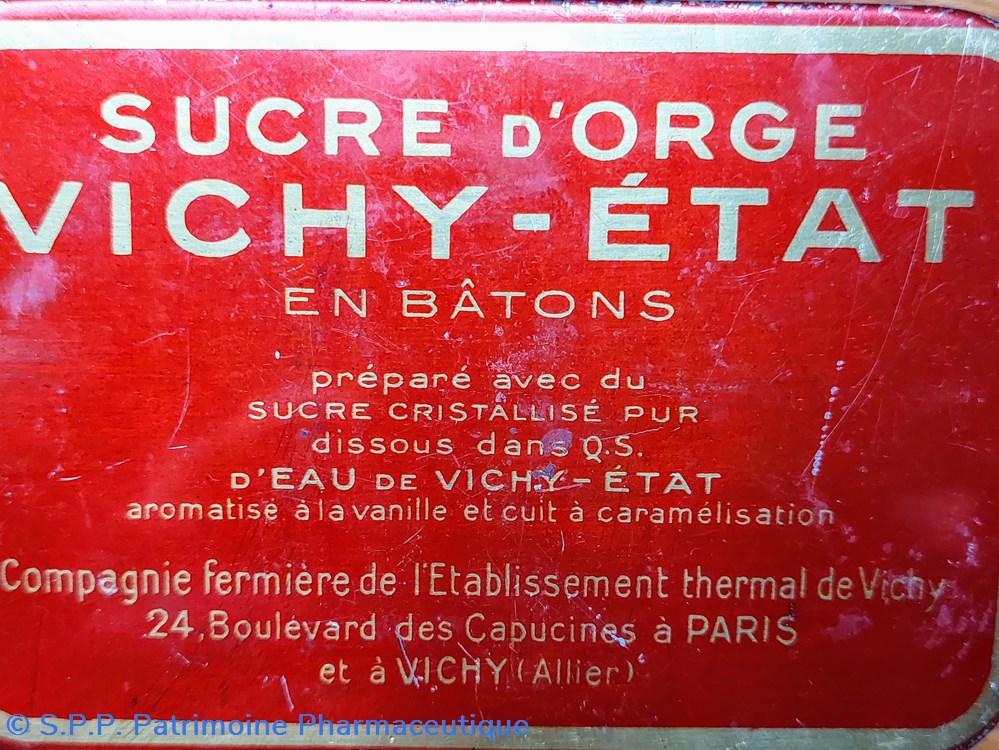 SUCRE D'ORGE
VICHY-ÉTAT
EN BÂTONS
préparé avec du
SUCRE CRISTALLISÉ PUR
dissous dans Q.S.
D'EAU DE VICHY-ÉTAT
aromatisé à la vanille et cuit à caramélisation
Compagnie fermière de l'Etablissement thermal de Vichy
24, Boulevard des Capucines à PARIS
et à VICHY (Allier)
© S.P.P. Patrimoine Pharmaceutique